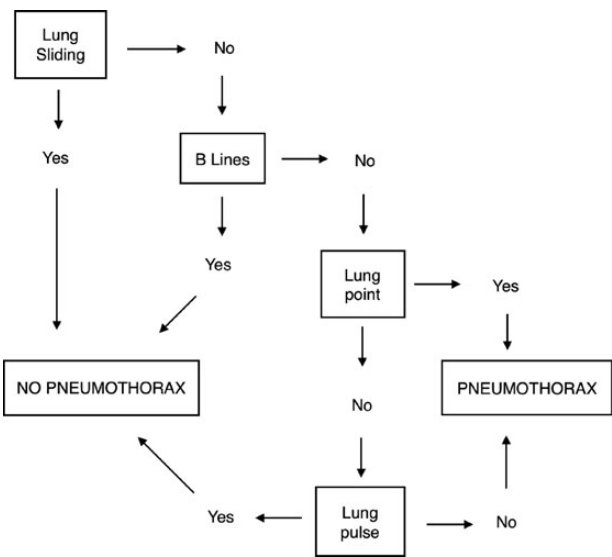 Lung
Sliding
No
Yes
B Lines
No
Yes
Lung
point
Yes
NO PNEUMOTHORAX
PNEUMOTHORAX
No
Yes
Lung
pulse
No